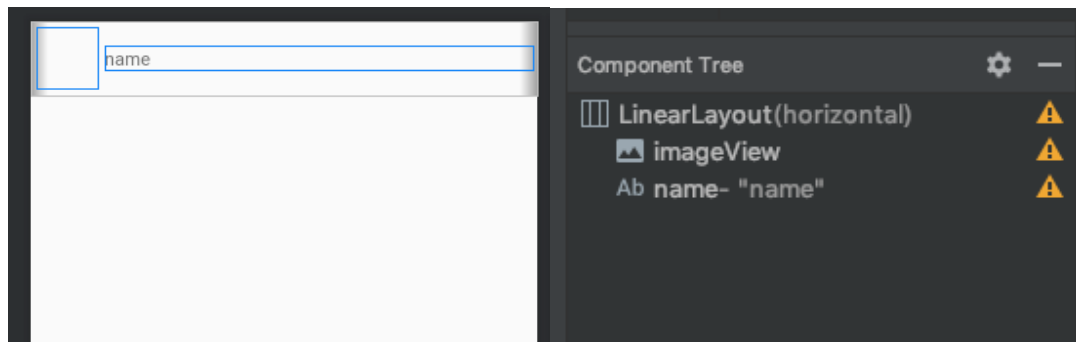 name
Component Tree
LinearLayout(horizontal)
imageView
Ab name- "name"